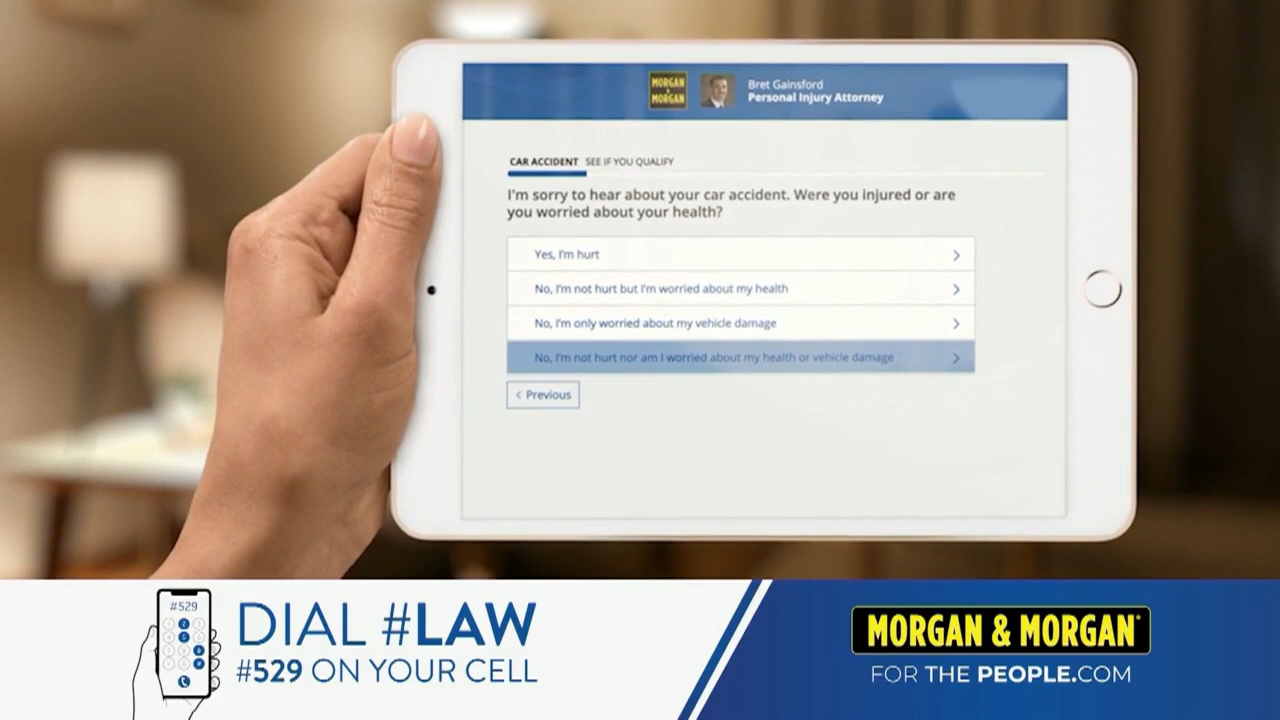 MORGAN
&
MORGAN
Bret Gainsford
Personal Injury Attorney
CAR ACCIDENT SEE IF YOU QUALIFY
I'm sorry to hear about your car accident. Were you injured or are
you worried about your health?
Yes, I'm hurt
No, I'm not hurt but I'm worried about my health
No, I'm only worried about my vehicle damage
No, I'm not hurt nor am I worried about my health or vehicle damage
< Previous
#529
DIAL #LAW
#529 ON YOUR CELL
MORGAN & MORGAN®
FOR THE PEOPLE.COM